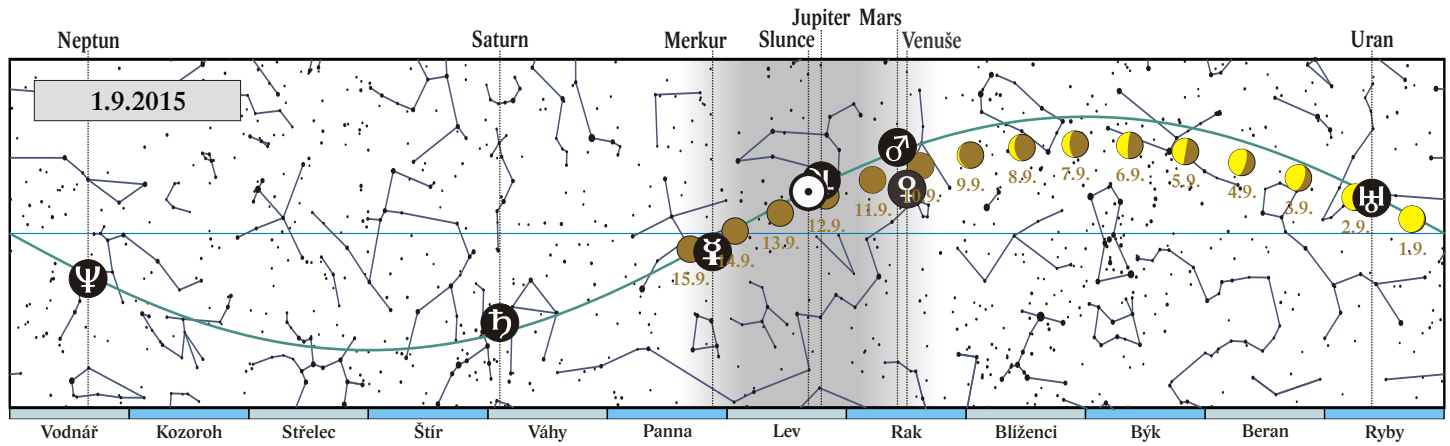 Jupiter Mars
Neptun Saturn Merkur Slunce Venuše Uran
1.9.2015
9.9. 8.9. 7.9. 6.9. 5.9. 4.9. 3.9. 2.9. 1.9.
15.9. 14.9. 13.9. 12.9. 11.9. 10.9.
Vodnář Kozoroh Střelec Štír Váhy Panna Lev Rak Blíženci Býk Beran Ryby